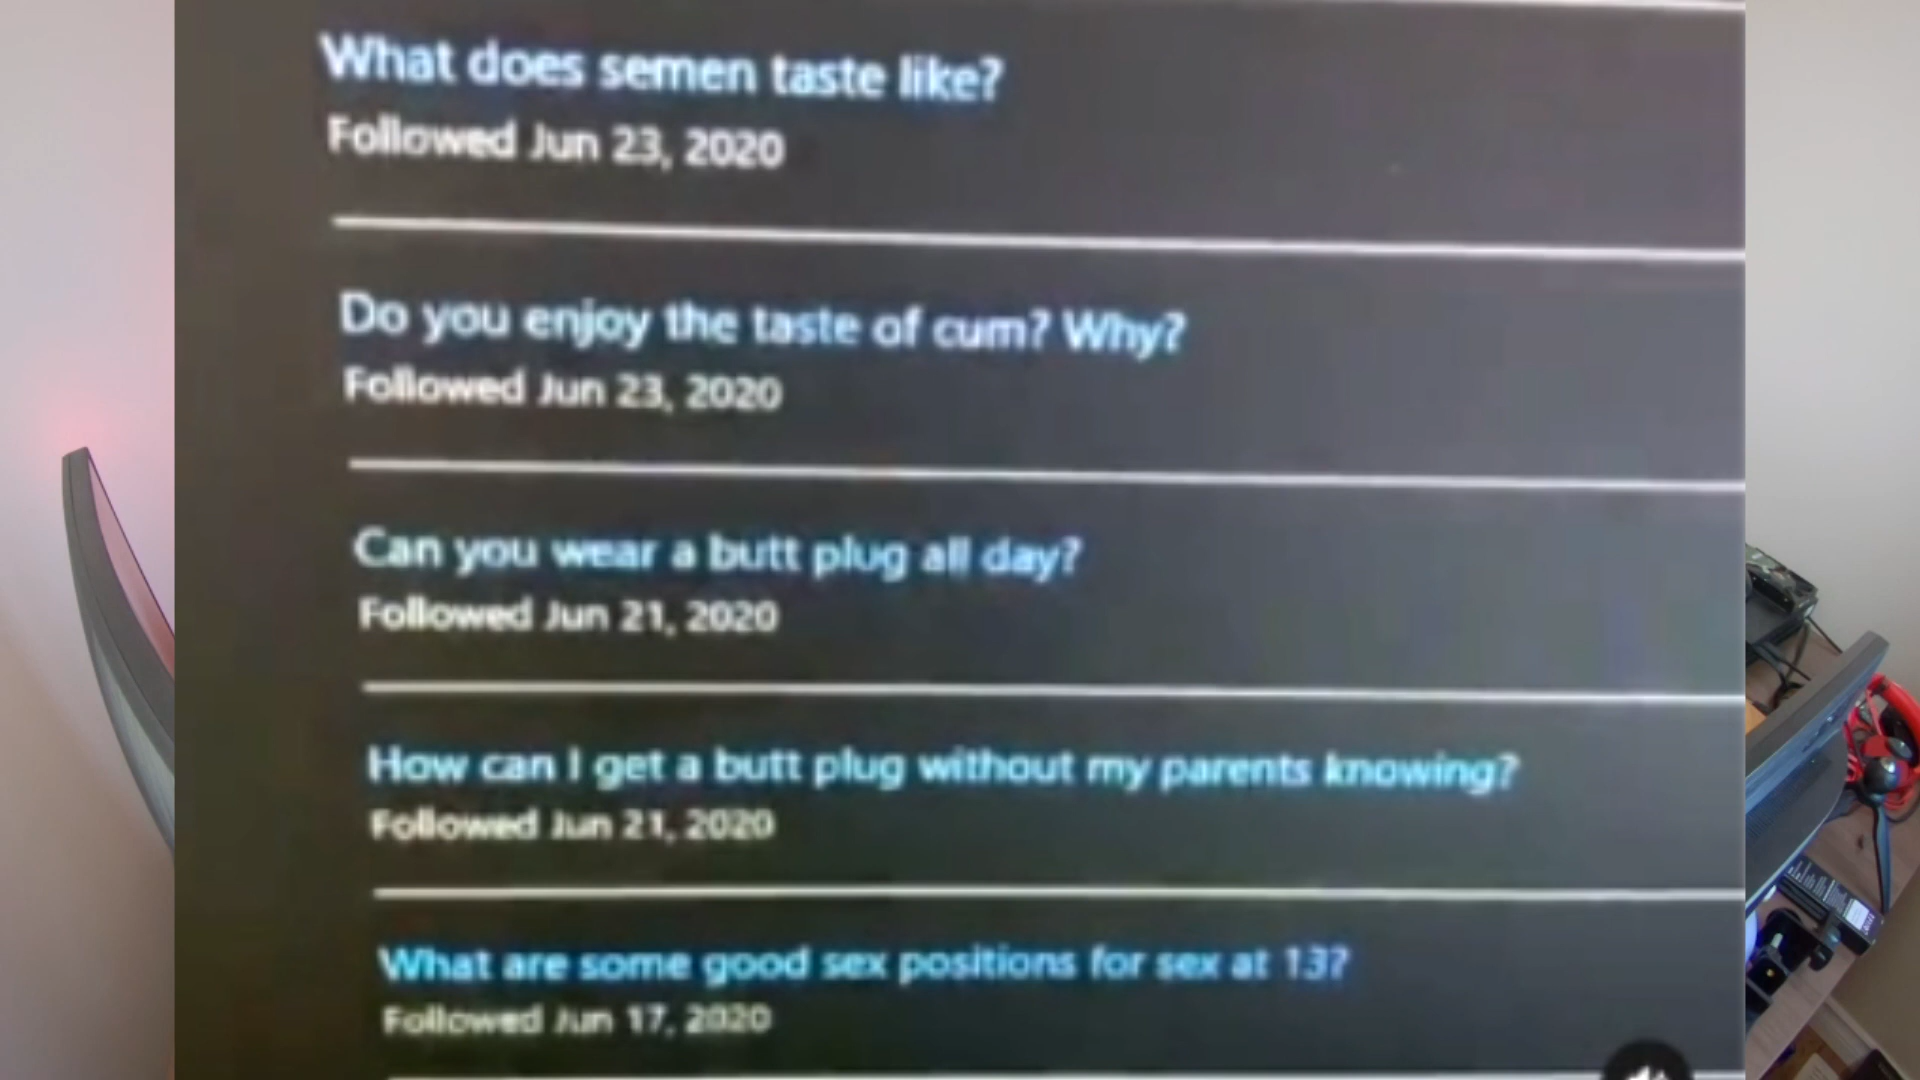 What does semen taste like?
Followed Jun 23, 2020
Do you enjoy the taste of cum? Why?
Followed Jun 23, 2020
Can you wear a butt plug all day?
Followed Jun 21, 2020
How can I get a butt plug without my parents knowing?
Followed Jun 21, 2020
What are some good sex positions for sex at 13?
Followed Jun 17, 2020